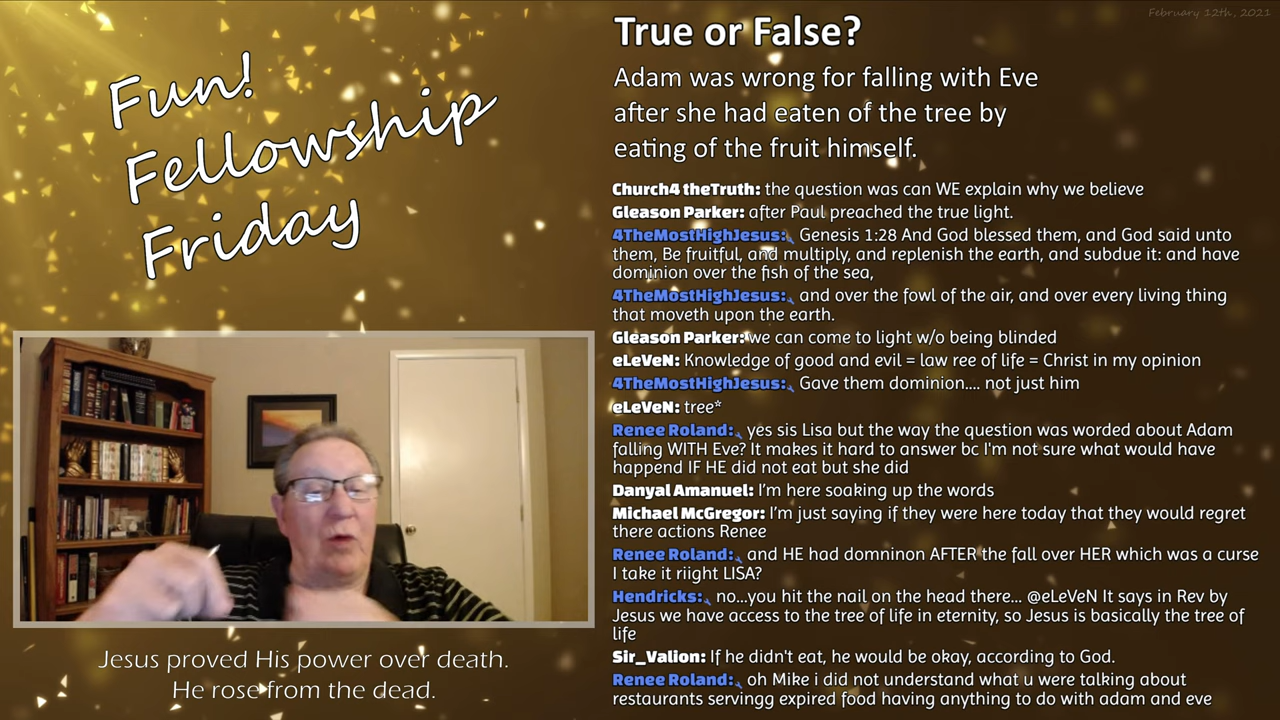 February 12th, 2021
Fun!
Fellowship
Friday
True or False?
Adam was wrong for falling with Eve
after she had eaten of the tree by
eating of the fruit himself.
Church4 theTruth: the question was can WE explain why we believe
Gleason Parker: after Paul preached the true light.
4TheMostHighJesus: Genesis 1:28 And God blessed them, and God said unto
them, Be fruitful, and multiply, and replenish the earth, and subdue it: and have
dominion over the fish of the sea,
4TheMostHighJesus: and over the fowl of the air, and over every living thing
that moveth upon the earth.
Gleason Parker: we can come to light w/o being blinded
eLeVeN: Knowledge of good and evil = law ree of life = Christ in my opinion
4TheMostHighJesus: Gave them dominion.... not just him
eLeVeN: tree*
Renee Roland: yes sis Lisa but the way the question was worded about Adam
falling WITH Eve? It makes it hard to answer bc I'm not sure what would have
happend IF HE did not eat but she did
Danyal Amanuel: I'm here soaking up the words
Michael McGregor: I'm just saying if they were here today that they would regret
there actions Renee
Renee Roland: and HE had domninon AFTER the fall over HER which was a curse
I take it riight LISA?
Hendricks: no...you hit the nail on the head there... @eLeVeN It says in Rev by
Jesus we have access to the tree of life in eternity, so Jesus is basically the tree of
life
Sir_Valion: If he didn't eat, he would be okay, according to God.
Renee Roland: oh Mike i did not understand what u were talking about
restaurants servingg expired food having anything to do with adam and eve
Jesus proved His power over death.
He rose from the dead.